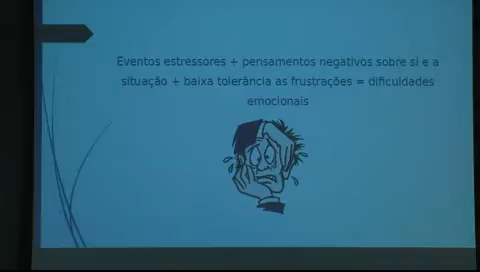 Eventos estressores + pensamentos negativos sobre si e a
situação + baixa tolerância as frustrações = dificuldades
emocionais